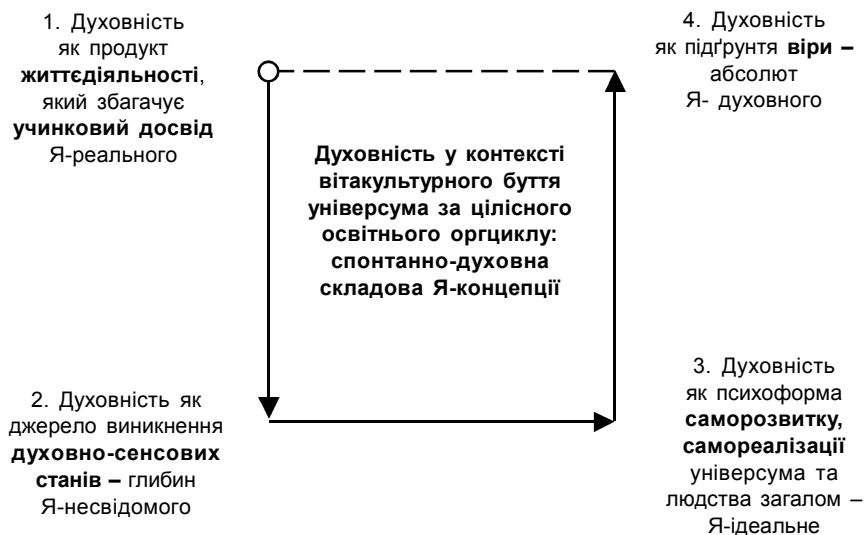 1. Духовність
як продукт
життєдіяльності,
який збагачує
учинковий досвід
Я-реального
4. Духовність
як підґрунтя віри –
абсолют
Я- духовного
Духовність у контексті
вітакультурного буття
універсума за цілісного
освітнього оргциклу:
спонтанно-духовна
складова Я-концепції
2. Духовність як
джерело виникнення
духовно-сенсових
станів – глибин
Я-несвідомого
3. Духовність
як психоформа
саморозвитку,
самореалізації
універсума та
людства загалом –
Я-ідеальне